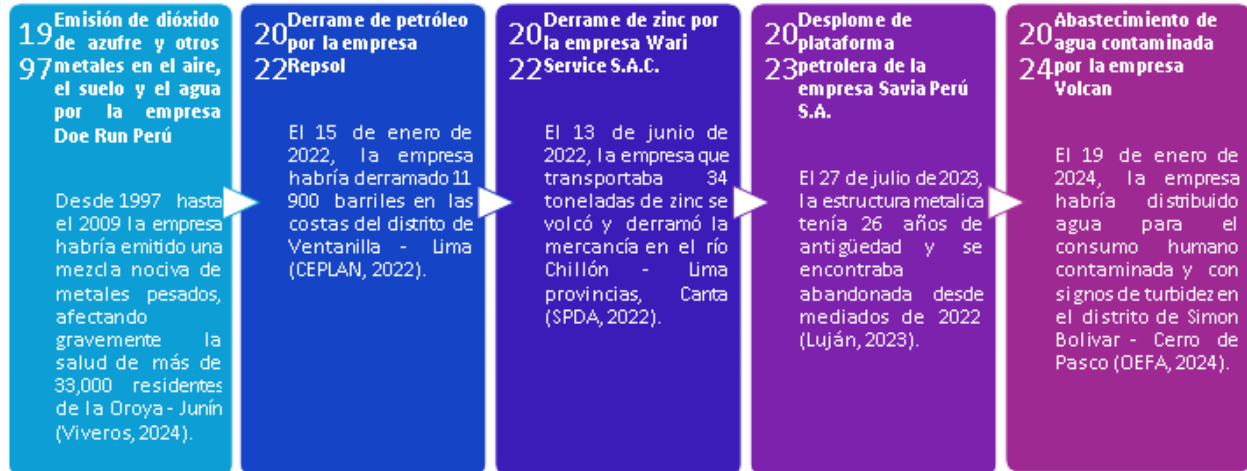 19
97
Emisión de dióxido
de azufre y otros
metales en el aire,
el suelo y el agua
por la empresa
Doe Run Perú
Desde 1997 hasta
el 2009 la empresa
habría emitido una
mezcla nociva de
metales pesados,
afectando
gravemente la
salud de más de
33,000 residentes
de la Oroya - Junín
(Viveros, 2024).
20
22
Derrame de petróleo
por la empresa
Repsol
El 15 de enero de
2022, la empresa
habría derramado 11
900 barriles en las
costas del distrito de
Ventanilla - Lima
(CEPLAN, 2022).
20
22
Derrame de zinc por
la empresa Wari
Service S.A.C.
El 13 de junio de
2022, la empresa que
transportaba 34
toneladas de zinc se
volcó y derramó la
mercancía en el río
Chillón - Lima
provincias, Canta
(SPDA, 2022).
20
23
Desplome de
plataforma
petrolera de la
empresa Savia Perú
S.A.
El 27 de julio de 2023,
la estructura metalica
tenía 26 años de
antigüedad y se
encontraba
abandonada desde
mediados de 2022
(Luján, 2023).
20
24
Abastecimiento de
agua contaminada
por la empresa
Volcan
El 19 de enero de
2024, la empresa
habría distribuido
agua para el
consumo humano
contaminada y con
signos de turbidez en
el distrito de Simon
Bolivar - Cerro de
Pasco (OEFA, 2024).